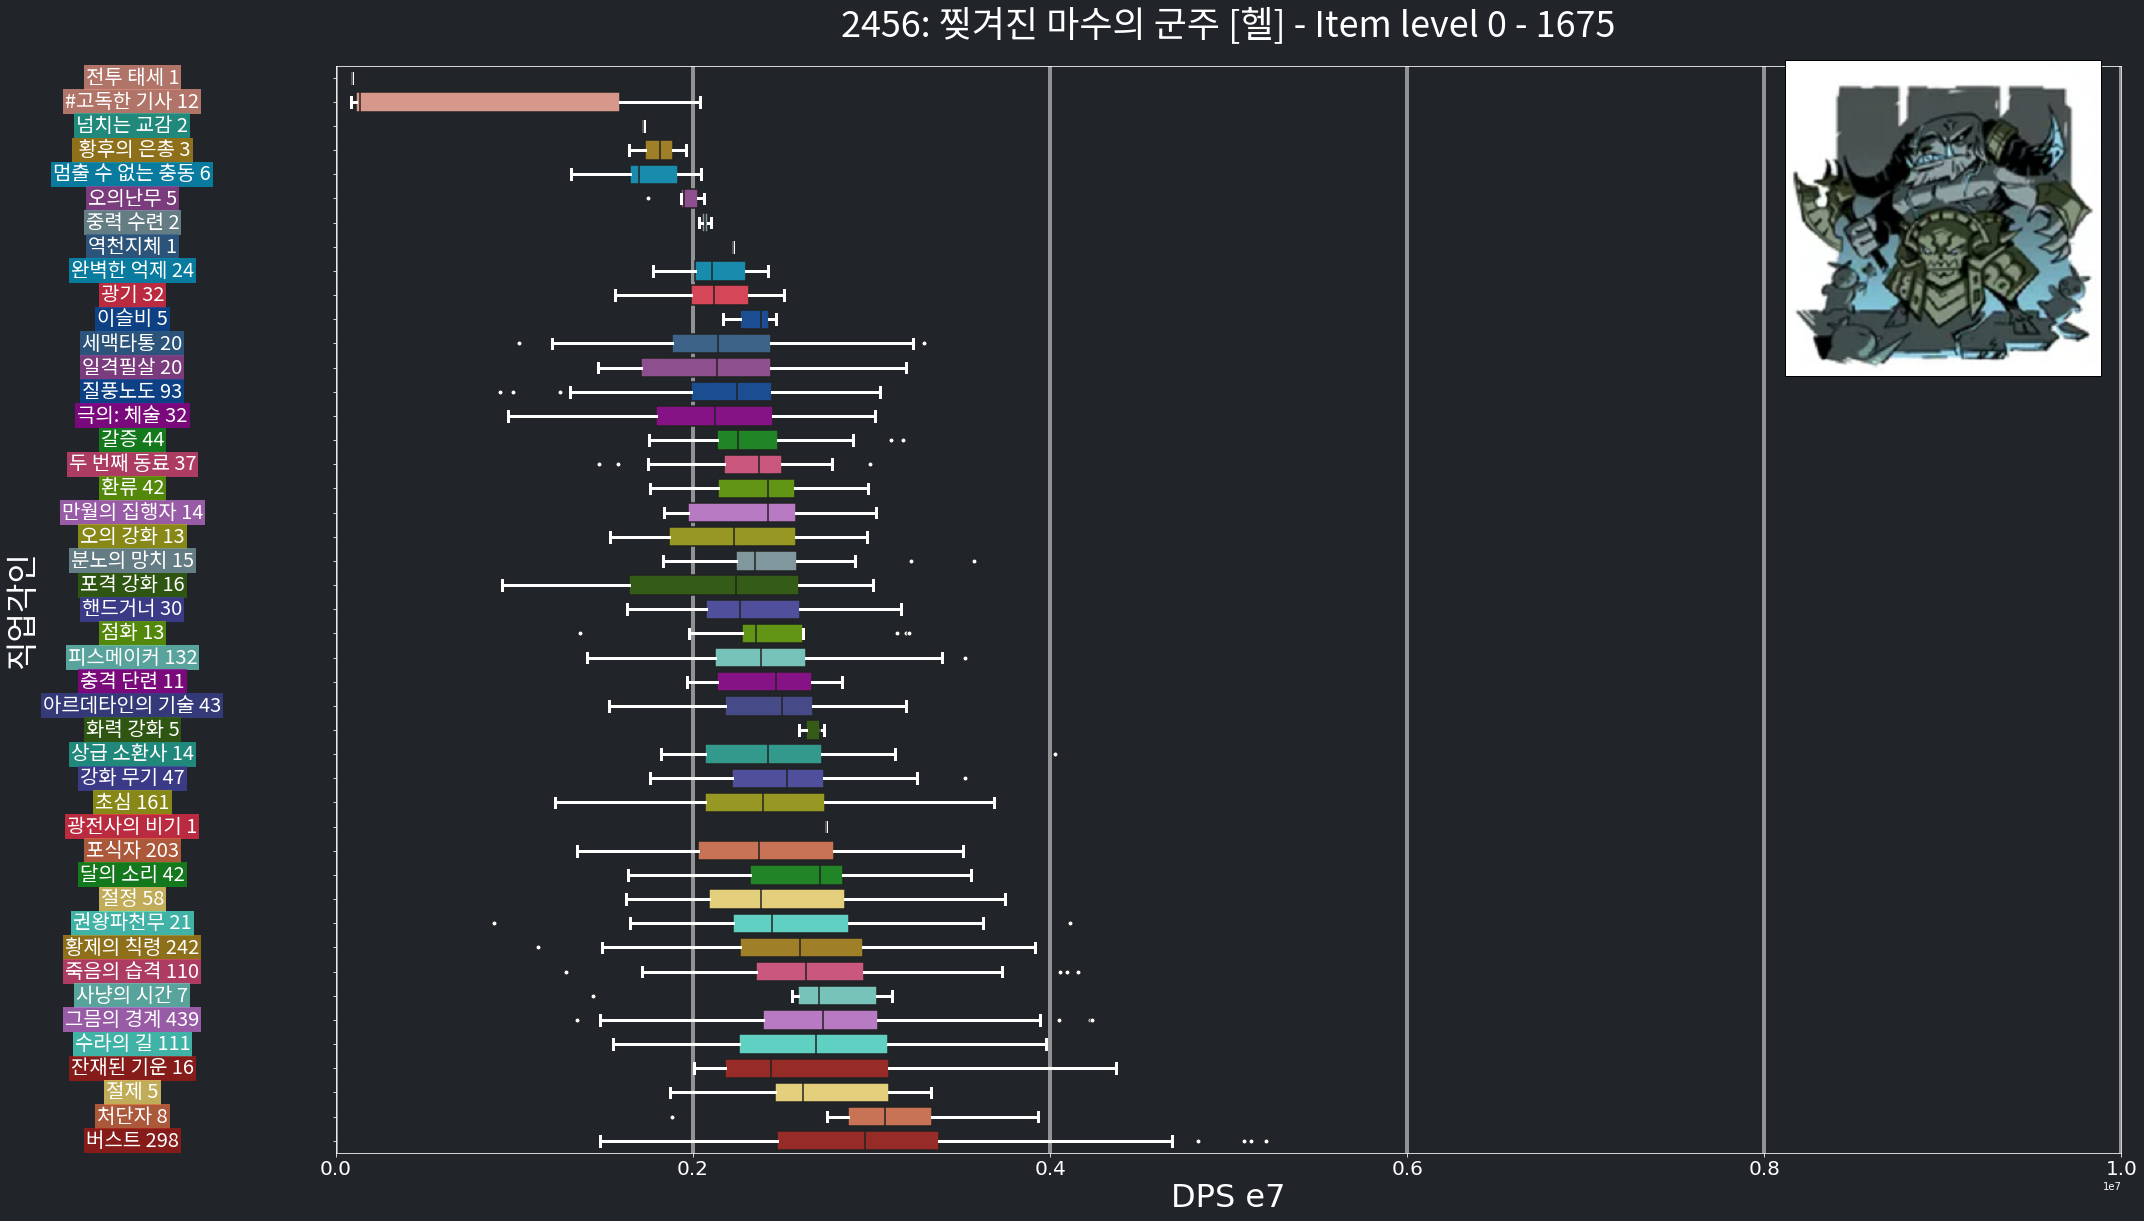 2456: 찢겨진 마수의 군주 [헬] - Item level 0 - 1675
전투 태세 1
#고독한 기사 12
넘치는 교감 2
황후의 은총 3
멈출 수 없는 충동 6
오의난무 5
중력 수련 2
역천지체 1
완벽한 억제 24
광기 32
이슬비 5
세맥타통 20
일격필살 20
질풍노도 93
극의: 체술 32
갈증 44
두 번째 동료 37
환류 42
만월의 집행자 14
오의 강화 13
분노의 망치 15
포격 강화 16
핸드거너 30
점화 13
피스메이커 132
충격 단련 11
아르데타인의 기술 43
화력 강화 5
상급 소환사 14
강화 무기 47
초심 161
광전사의 비기 1
포식자 203
달의 소리 42
절정 58
권왕파천무 21
황제의 칙령 242
죽음의 습격 110
사냥의 시간 7
그믐의 경계 439
수라의 길 111
잔재된 기운 16
절제 5
처단자 8
버스트 298
직업각인
0.0 0.2 0.4 0.6 0.8 1.0
1e7
DPS e7